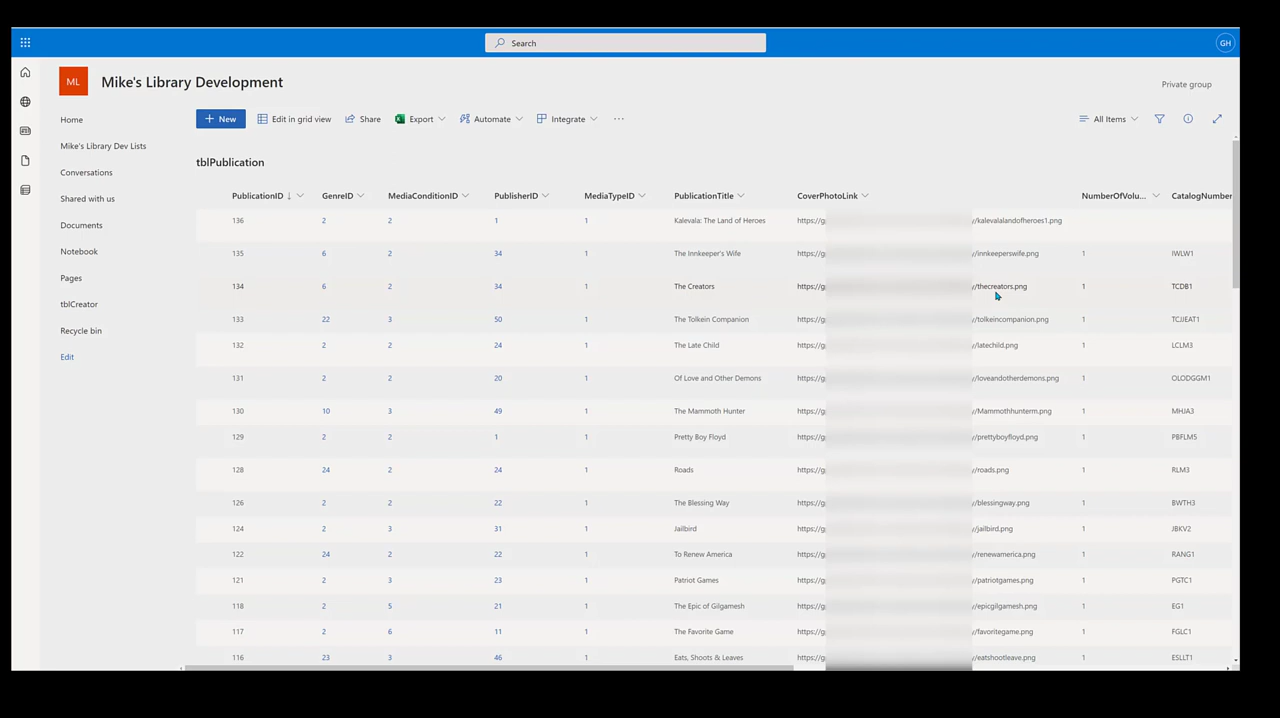 Search
GH
ML Mike's Library Development
Private group
Home
Mike's Library Dev Lists
Conversations
Shared with us
Documents
Notebook
Pages
tblCreator
Recycle bin
Edit
+ New Edit in grid view Share Export Automate Integrate ··· All Items
tblPublication
PublicationID ↓ GenreID MediaConditionID PublisherID MediaTypeID PublicationTitle CoverPhotoLink NumberOfVolu... CatalogNumber
136 2 2 1 1 Kalevala: The Land of Heroes https://g /kalevalalandofheroes1.png
135 6 2 34 1 The Innkeeper's Wife https://g /innkeeperswife.png 1 IWLW1
134 6 2 34 1 The Creators https://g /thecreators.png 1 TCDB1
133 22 3 50 1 The Tolkein Companion https://g /tolkeincompanion.png 1 TCJJEAT1
132 2 2 24 1 The Late Child https://g /latechild.png 1 LCLM3
131 2 2 20 1 Of Love and Other Demons https://g /loveandotherdemons.png 1 OLODGGM1
130 10 3 49 1 The Mammoth Hunter https://g /Mammothhunterm.png 1 MHJA3
129 2 2 1 1 Pretty Boy Floyd https://g /prettyboyfloyd.png 1 PBFLM5
128 24 2 24 1 Roads https://g /roads.png 1 RLM3
126 2 2 22 1 The Blessing Way https://g /blessingway.png 1 BWTH3
124 2 3 31 1 Jailbird https://g /jailbird.png 1 JBKV2
122 24 2 22 1 To Renew America https://g /renewamerica.png 1 RANG1
121 2 3 23 1 Patriot Games https://g /patriotgames.png 1 PGTC1
118 2 5 21 1 The Epic of Gilgamesh https://g /epicgilgamesh.png 1 EG1
117 2 6 11 1 The Favorite Game https://g /favoritegame.png 1 FGLC1
116 23 3 46 1 Eats, Shoots & Leaves https://g /eatshootleave.png 1 ESLLT1